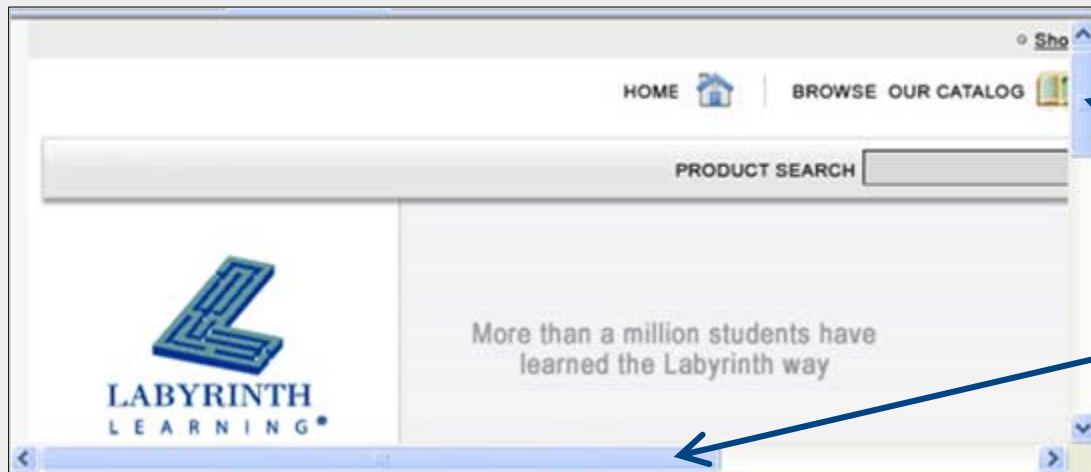 Sho
HOME BROWSE OUR CATALOG
PRODUCT SEARCH
More than a million students have
learned the Labyrinth way
LABYRINTH
LEARNING®